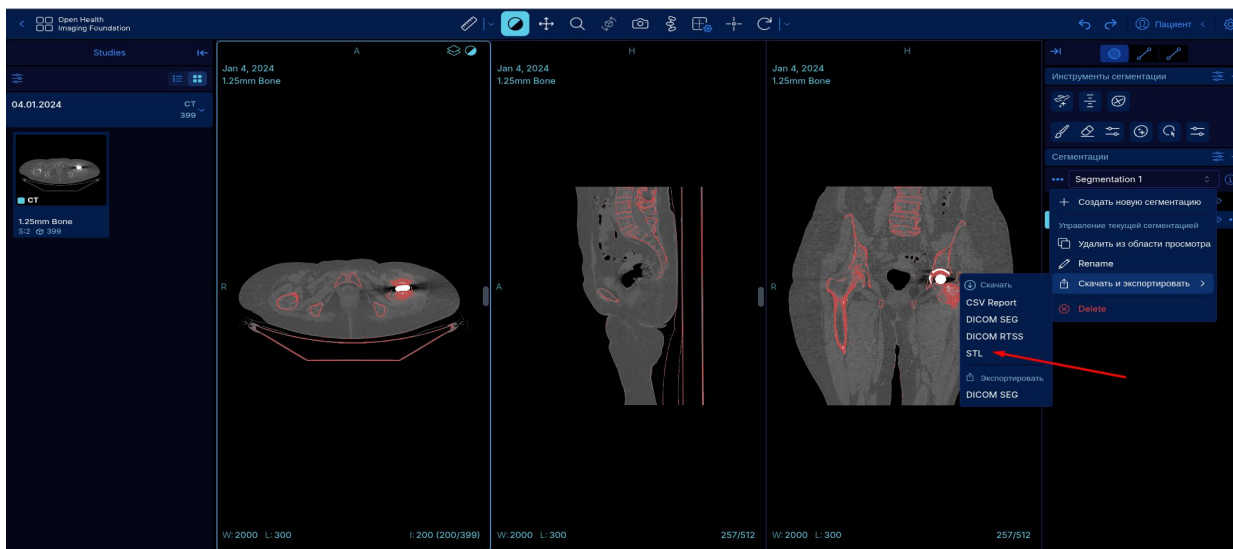 Open Health
Imaging Foundation
Пациент
Studies
04.01.2024
CT
399
CT
1.25mm Bone
S:2 399
A
Jan 4, 2024
1.25mm Bone
R
W: 2000 L: 300
I: 200 (200/399)
H
Jan 4, 2024
1.25mm Bone
A
W: 2000 L: 300
257/512
H
Jan 4, 2024
1.25mm Bone
R
W: 2000 L: 300
257/512
Инструменты сегментации
Сегментации
Segmentation 1
Создать новую сегментацию
Управление текущей сегментацией
Удалить из области просмотра
Rename
Скачать и экспортировать
Delete
Скачать
CSV Report
DICOM SEG
DICOM RTSS
STL
Экспортировать
DICOM SEG